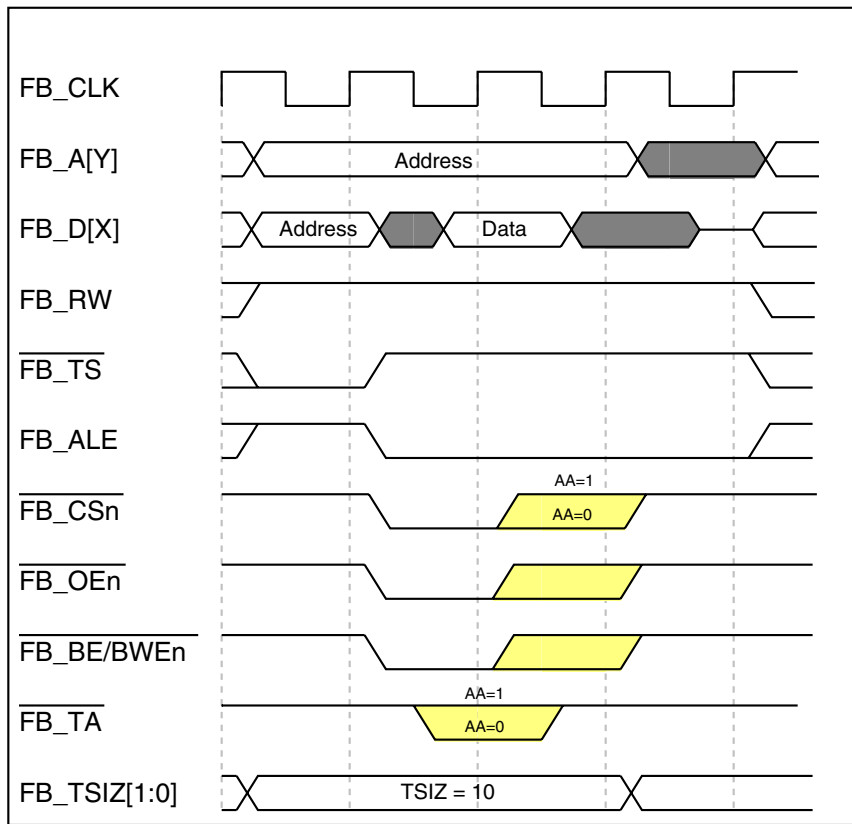 FB_CLK
FB_A[Y]
Address
FB_D[X]
Address
Data
FB_RW
FB_TS
FB_ALE
AA=1
FB_CSn
AA=0
FB_OEn
FB_BE/BWEn
AA=1
FB_TA
AA=0
FB_TSIZ[1:0]
TSIZ = 10